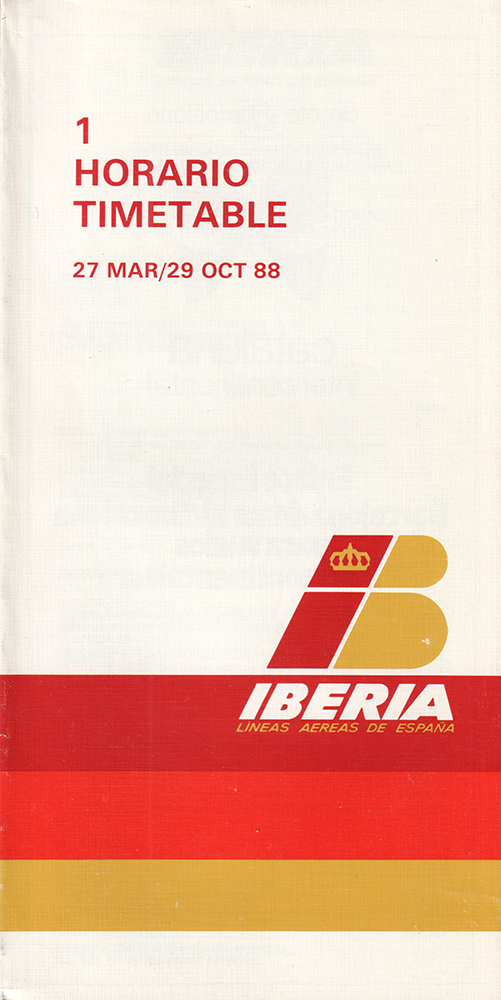 1
HORARIO
TIMETABLE
27 MAR/29 OCT 88
IBERIA
LINEAS AEREAS DE ESPAÑA